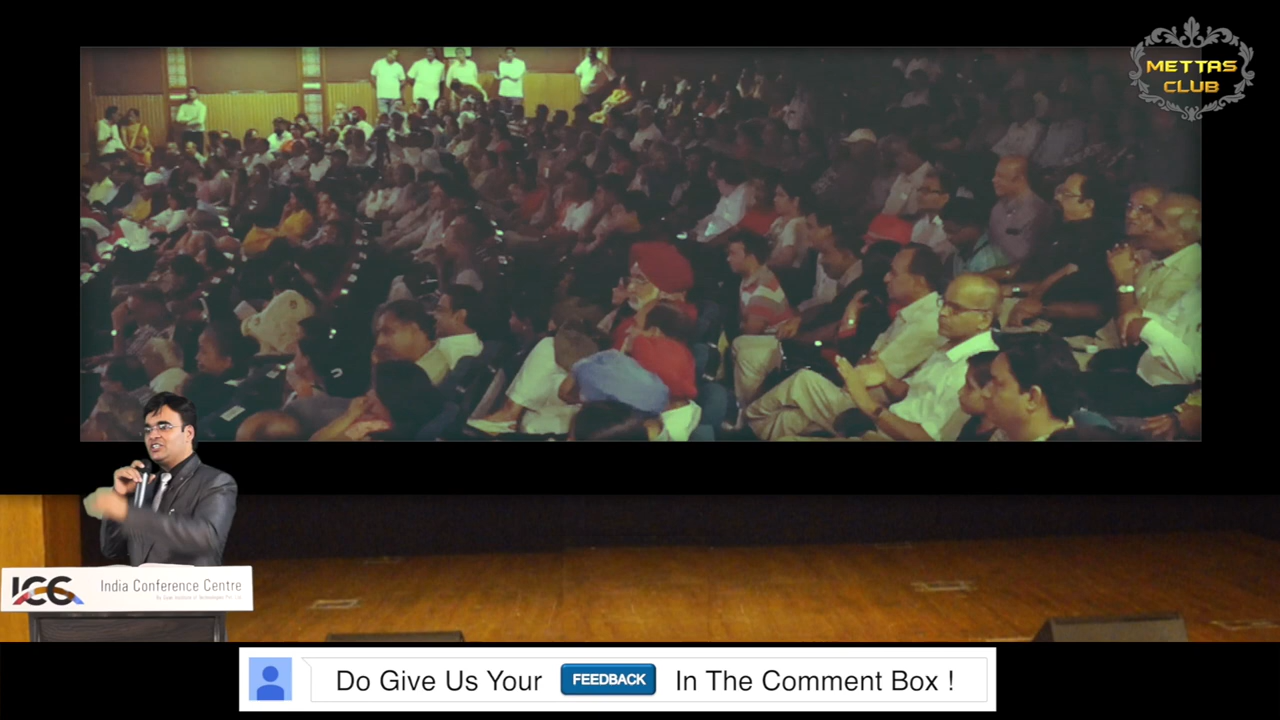 METTAS
CLUB
ICC
India Conference Centre
Do Give Us Your FEEDBACK In The Comment Box !